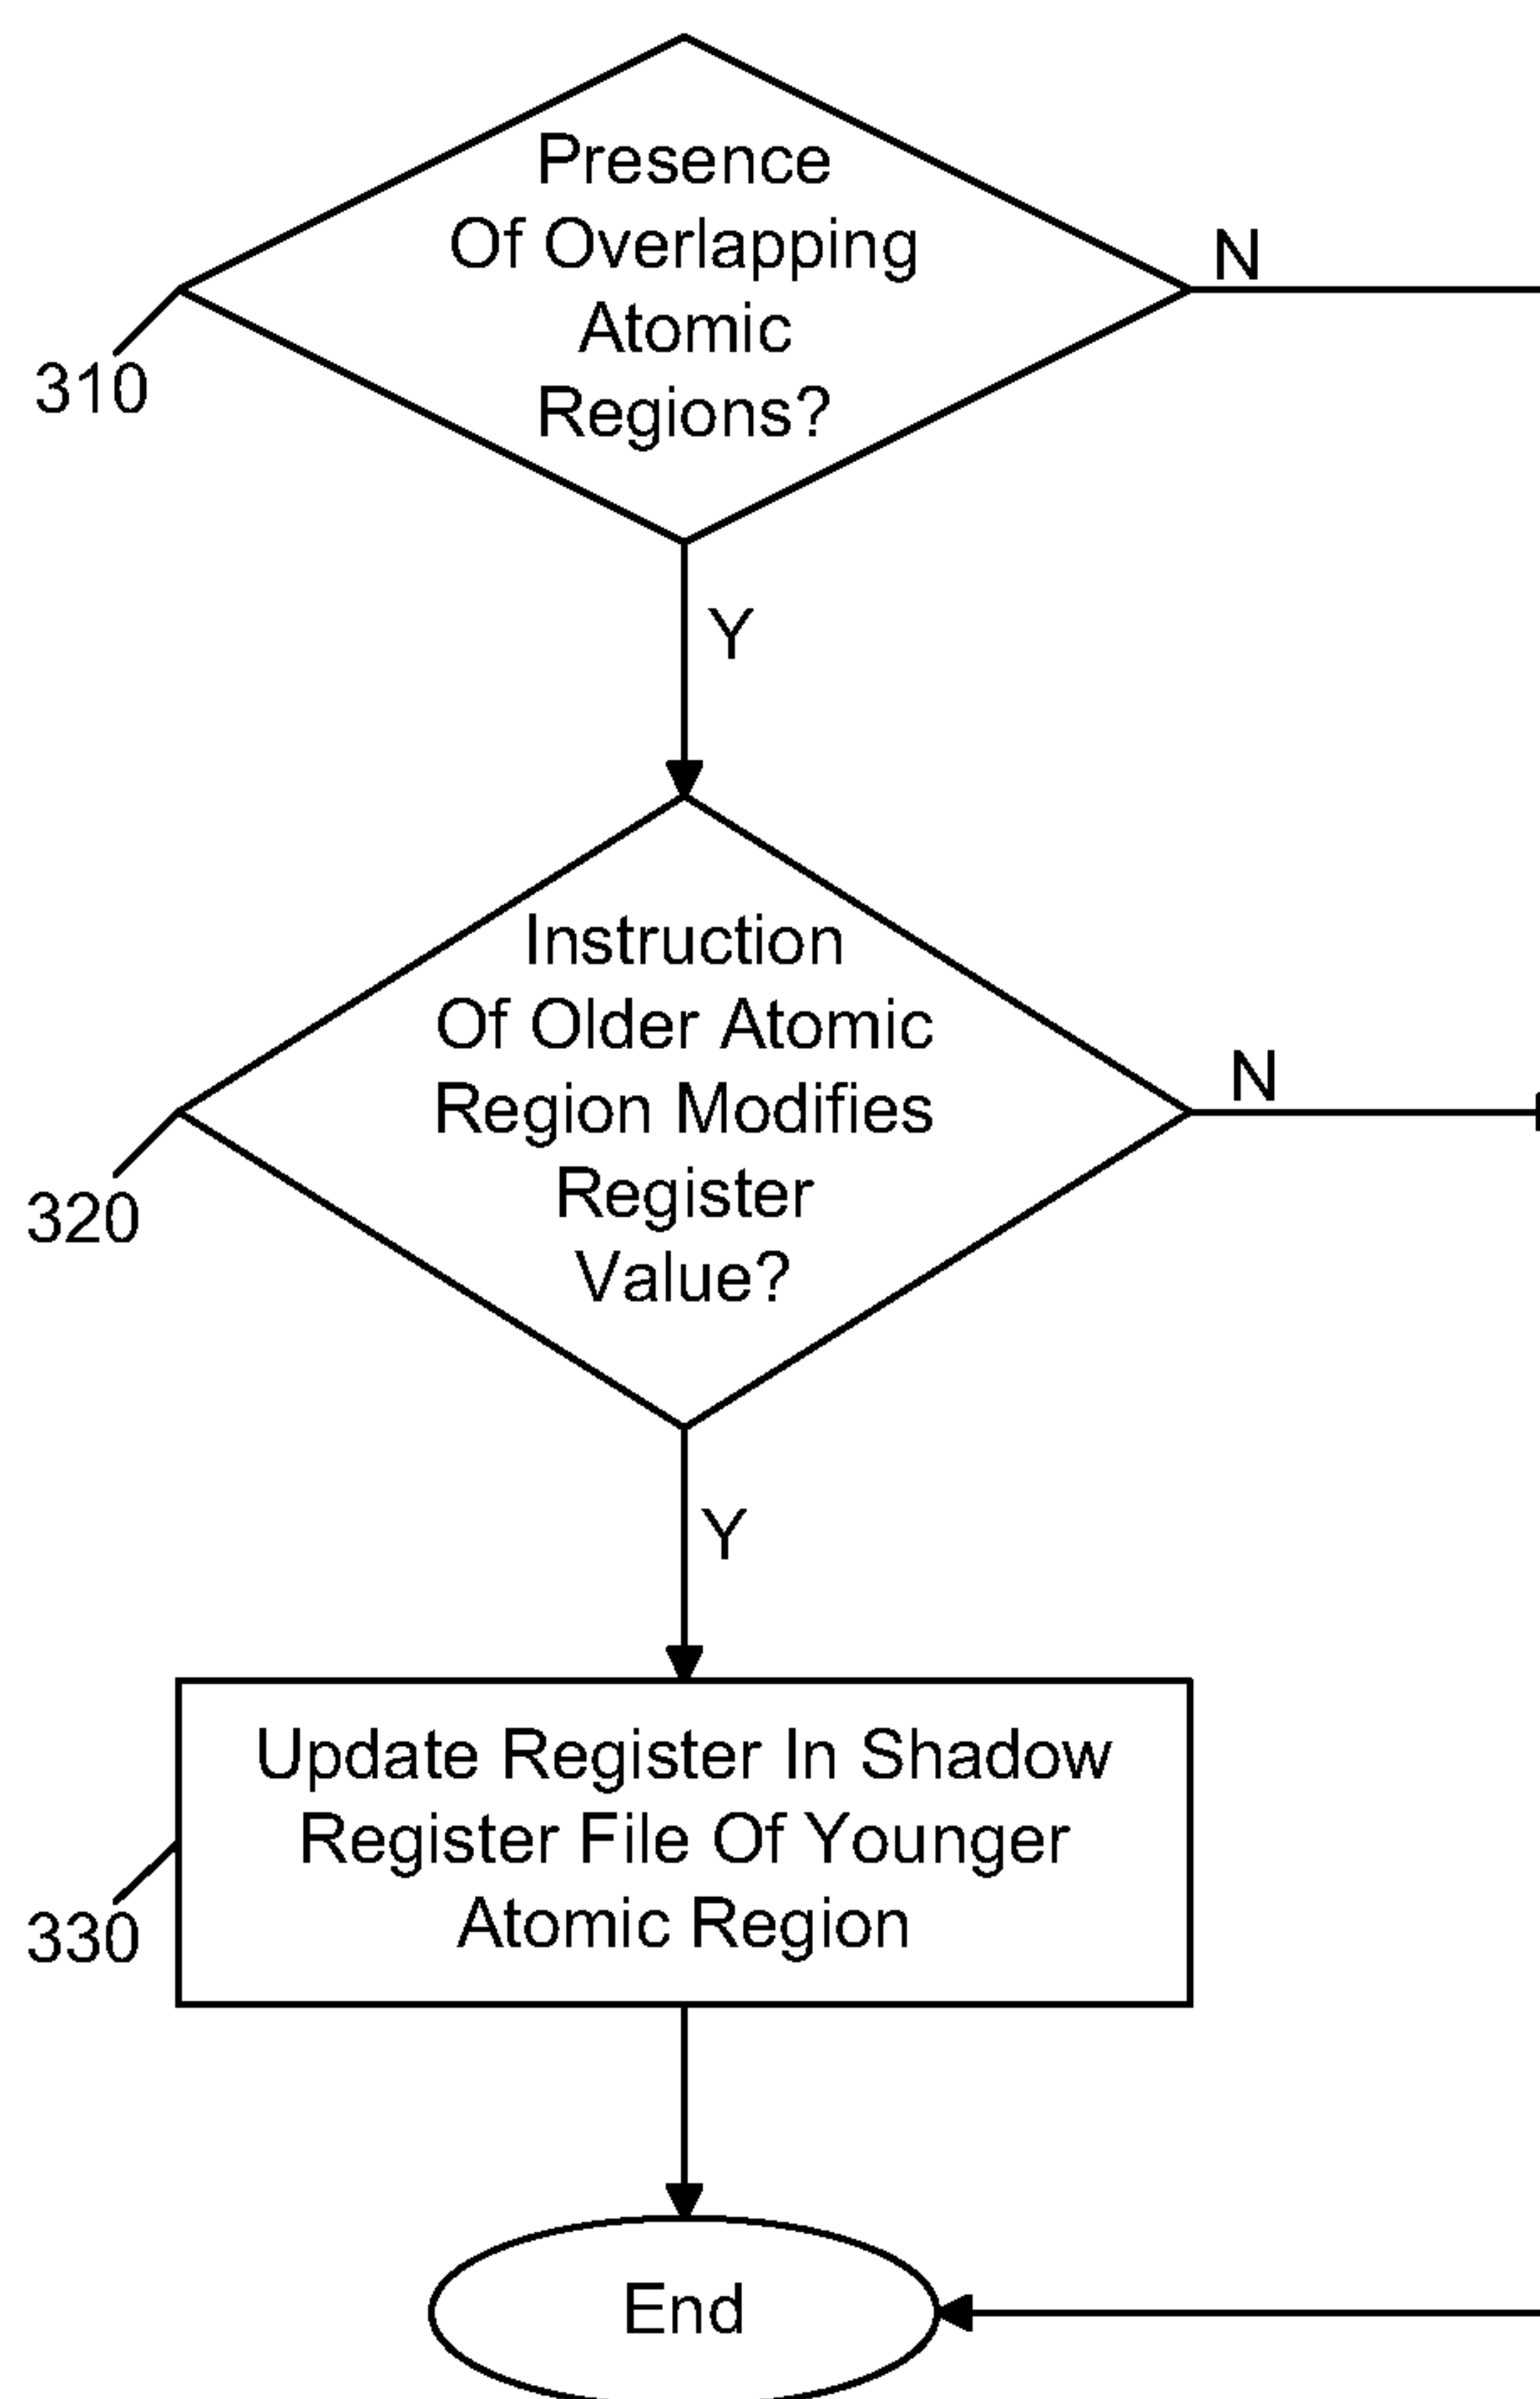 Presence
Of Overlapping
Atomic
Regions?
N
310
Y
Instruction
Of Older Atomic
Region Modifies
Register
Value?
N
320
Y
Update Register In Shadow
Register File Of Younger
Atomic Region
330
End